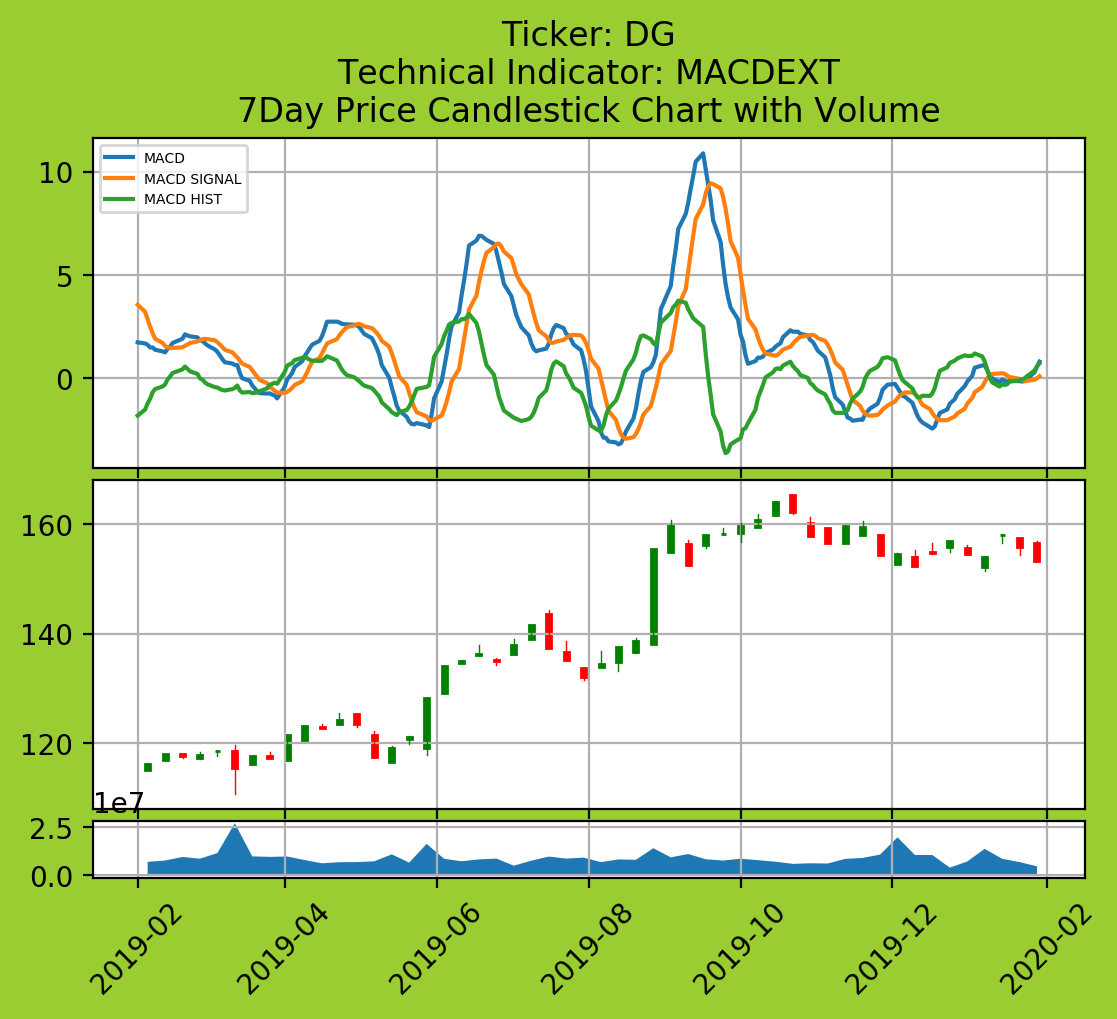 Ticker: DG
Technical Indicator: MACDEXT
7Day Price Candlestick Chart with Volume
MACD
MACD SIGNAL
MACD HIST
10
5
0
160
140
120
1e7
2.5
0.0
2019-02
2019-04
2019-06
2019-08
2019-10
2019-12
2020-02